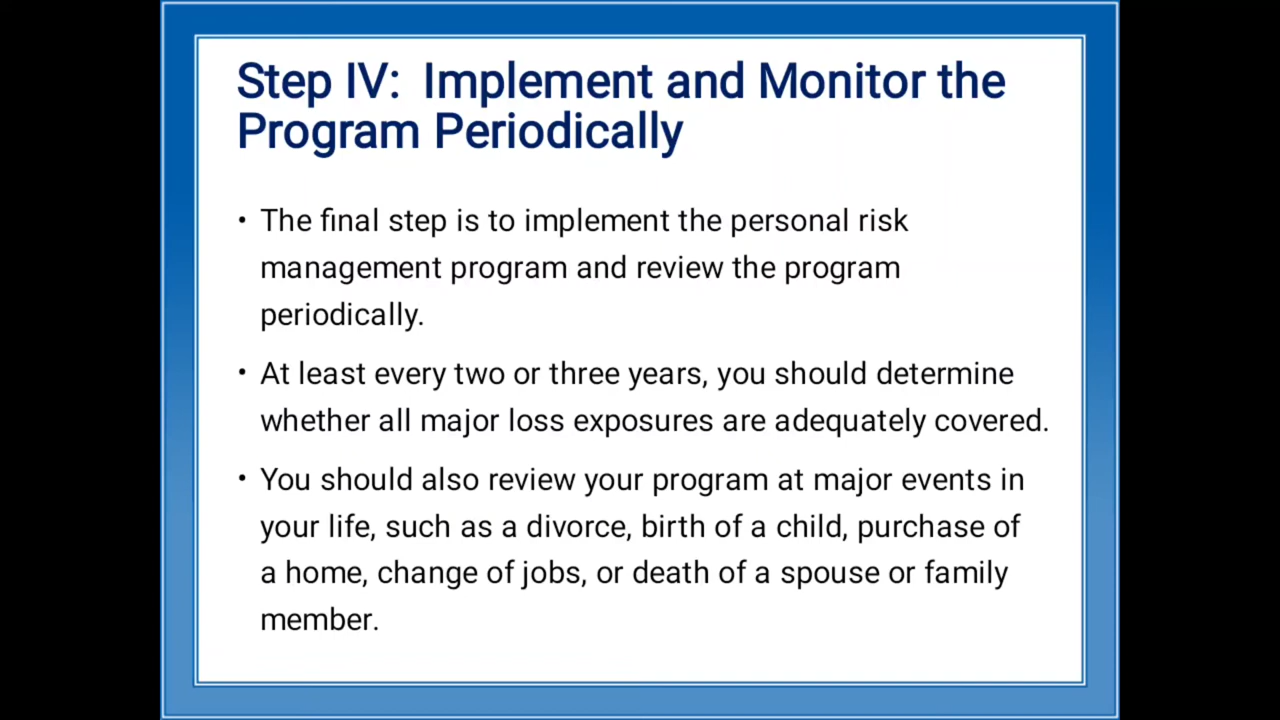 Step IV:  Implement and Monitor the
Program Periodically
• The final step is to implement the personal risk
management program and review the program
periodically.
• At least every two or three years, you should determine
whether all major loss exposures are adequately covered.
• You should also review your program at major events in
your life, such as a divorce, birth of a child, purchase of
a home, change of jobs, or death of a spouse or family
member.